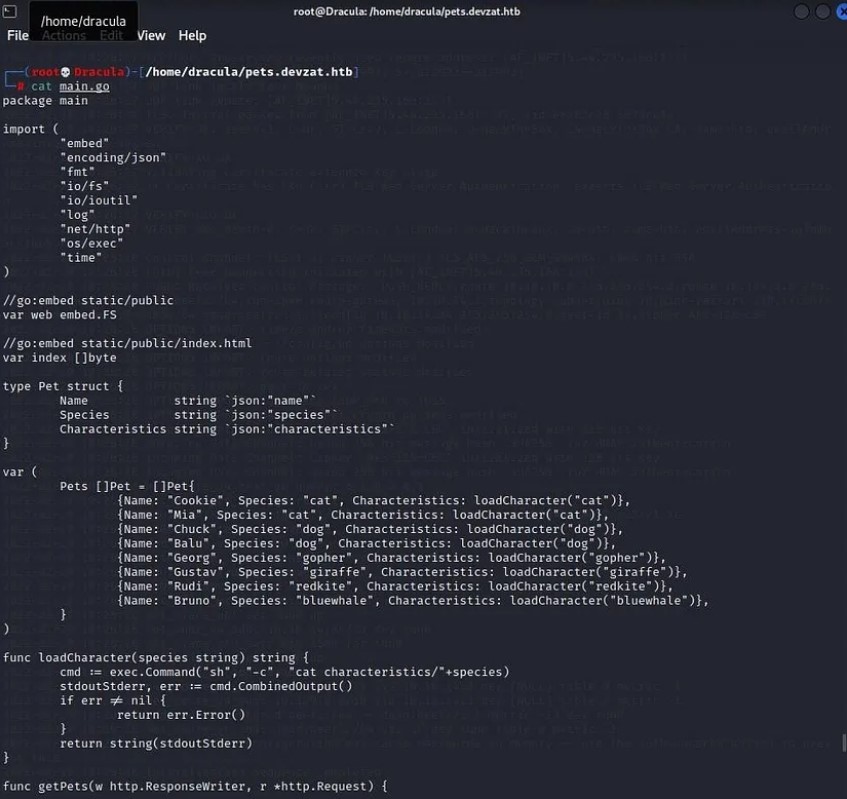 root@Dracula: /home/dracula/pets.devzat.htb
/home/dracula
File Actions Edit View Help
(root💀Dracula)-[/home/dracula/pets.devzat.htb]
# cat main.go
package main

import (
        "embed"
        "encoding/json"
        "fmt"
        "io/fs"
        "io/ioutil"
        "log"
        "net/http"
        "os/exec"
        "time"
)

//go:embed static/public
var web embed.FS

//go:embed static/public/index.html
var index []byte

type Pet struct {
        Name            string `json:"name"`
        Species         string `json:"species"`
        Characteristics string `json:"characteristics"`
}

var (
        Pets []Pet = []Pet{
                {Name: "Cookie", Species: "cat", Characteristics: loadCharacter("cat")},
                {Name: "Mia", Species: "cat", Characteristics: loadCharacter("cat")},
                {Name: "Chuck", Species: "dog", Characteristics: loadCharacter("dog")},
                {Name: "Balu", Species: "dog", Characteristics: loadCharacter("dog")},
                {Name: "Georg", Species: "gopher", Characteristics: loadCharacter("gopher")},
                {Name: "Gustav", Species: "giraffe", Characteristics: loadCharacter("giraffe")},
                {Name: "Rudi", Species: "redkite", Characteristics: loadCharacter("redkite")},
                {Name: "Bruno", Species: "bluewhale", Characteristics: loadCharacter("bluewhale")},
        }
)

func loadCharacter(species string) string {
        cmd := exec.Command("sh", "-c", "cat characteristics/"+species)
        stdoutStderr, err := cmd.CombinedOutput()
        if err != nil {
                return err.Error()
        }
        return string(stdoutStderr)
}

func getPets(w http.ResponseWriter, r *http.Request) {